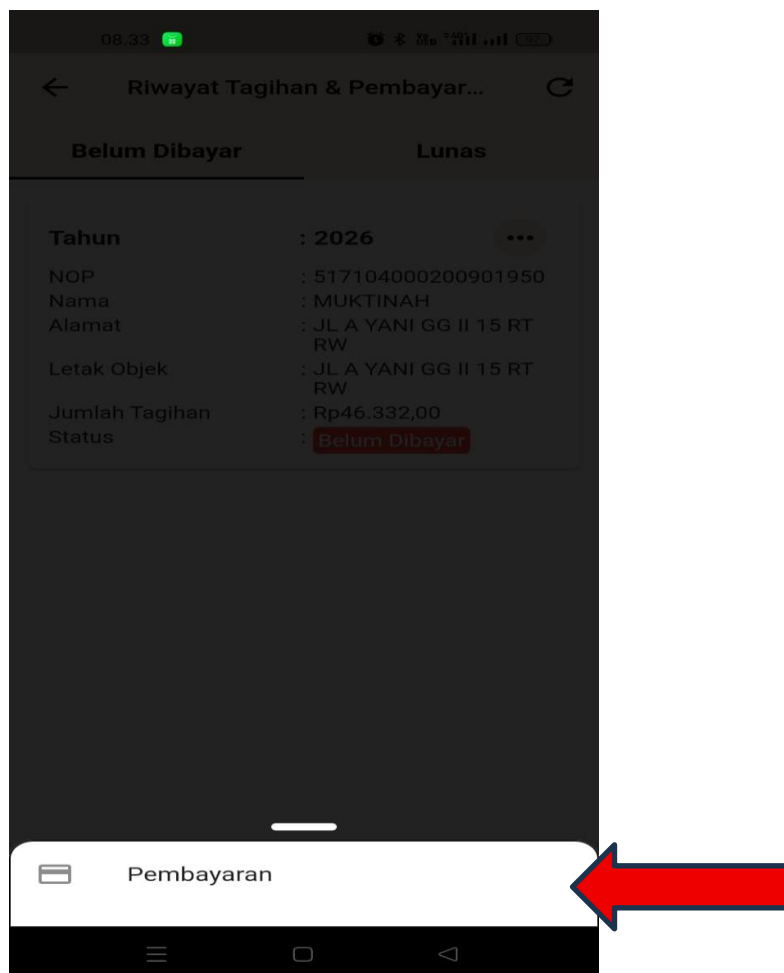 08.33
Riwayat Tagihan & Pembayar...
Belum Dibayar Lunas
Tahun : 2026
NOP : 517104000200901950
Nama : MUKTINAH
Alamat : JL A YANI GG II 15 RT
RW
Letak Objek : JL A YANI GG II 15 RT
RW
Jumlah Tagihan : Rp46.332,00
Status : Belum Dibayar
Pembayaran